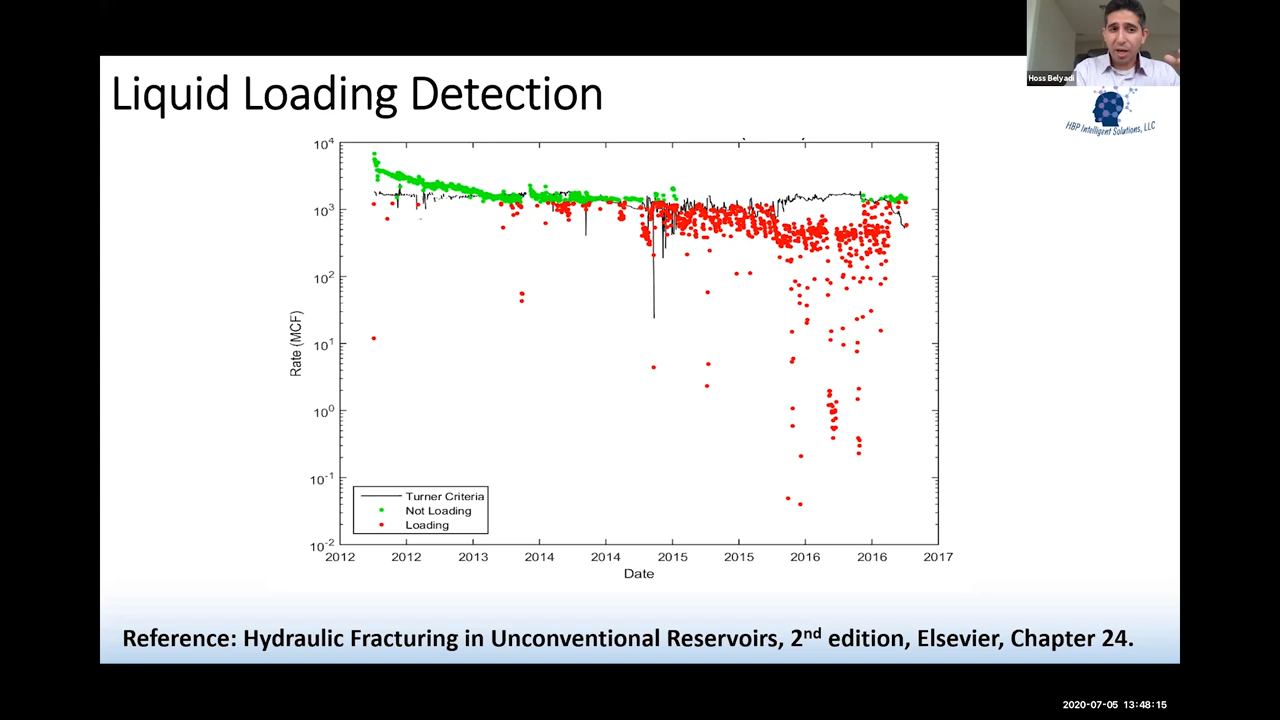 Hoss Belyadi
HBP Intelligent Solutions, LLC
Liquid Loading Detection
10⁴
10³
10²
10¹
10⁰
10⁻¹
10⁻²
Rate (MCF)
Turner Criteria
Not Loading
Loading
2012 2012 2013 2014 2014 2015 2015 2016 2016 2017
Date
Reference: Hydraulic Fracturing in Unconventional Reservoirs, 2nd edition, Elsevier, Chapter 24.
2020-07-05 13:48:15